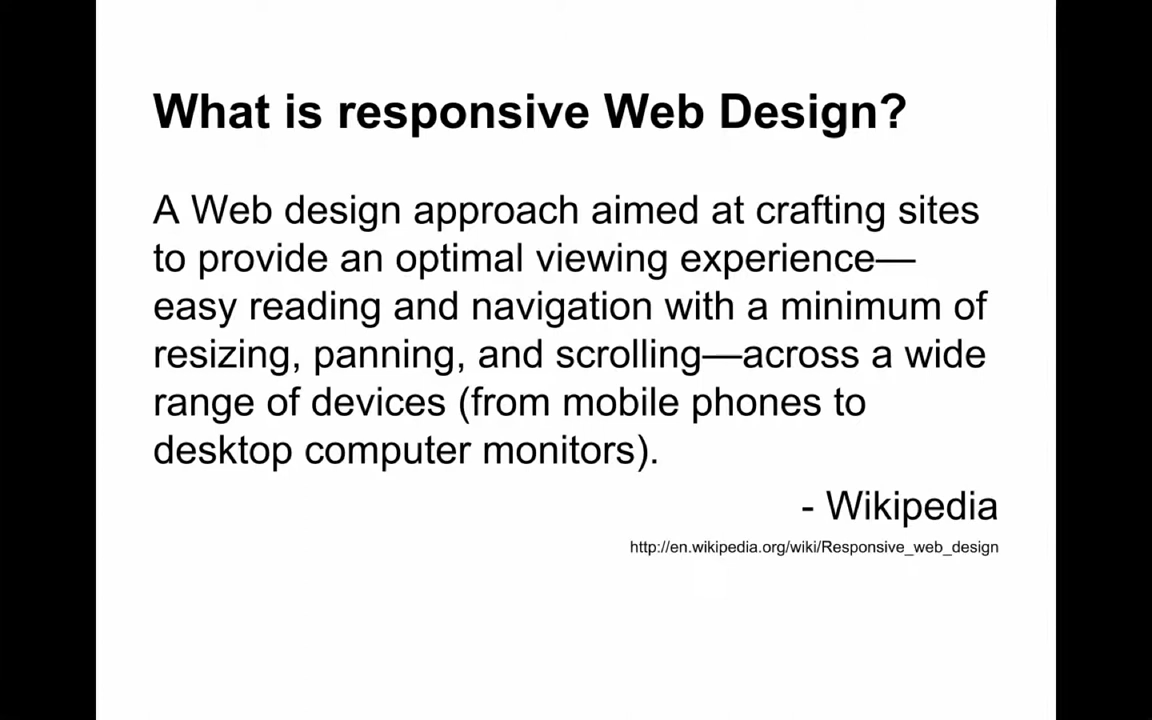 What is responsive Web Design?
A Web design approach aimed at crafting sites
to provide an optimal viewing experience—
easy reading and navigation with a minimum of
resizing, panning, and scrolling—across a wide
range of devices (from mobile phones to
desktop computer monitors).
- Wikipedia
http://en.wikipedia.org/wiki/Responsive_web_design